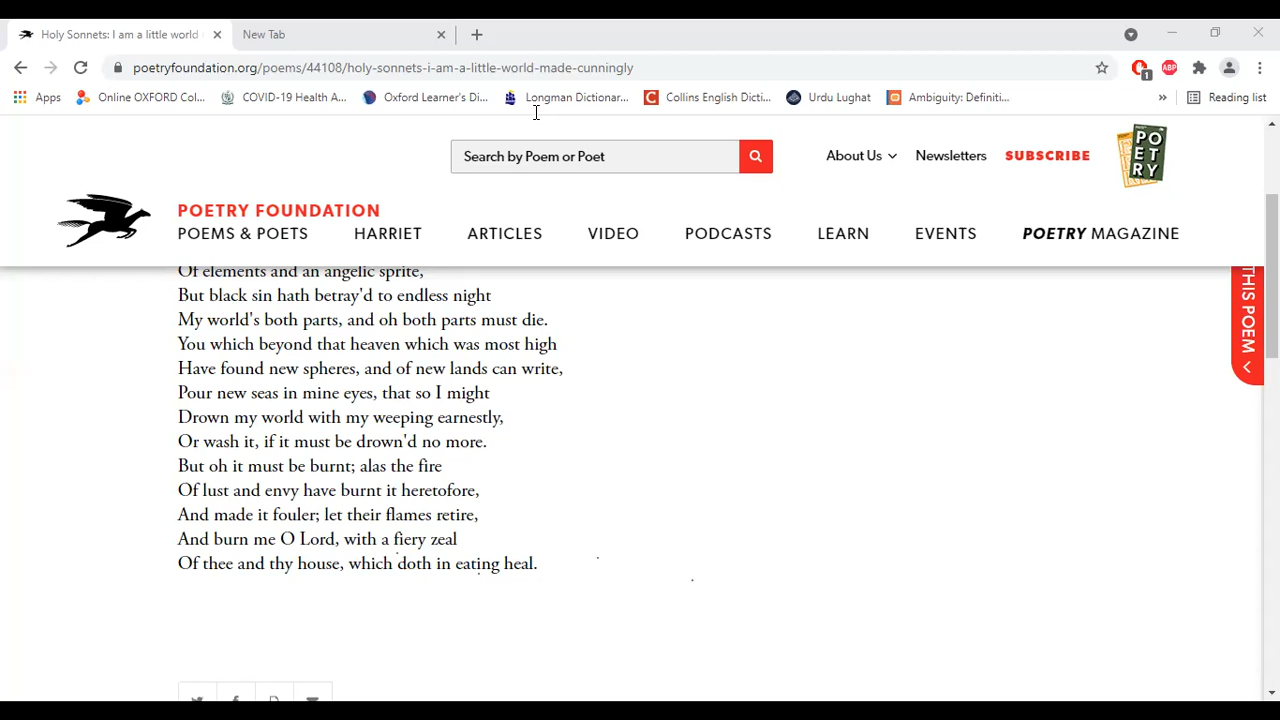 Holy Sonnets: I am a little world
New Tab
poetryfoundation.org/poems/44108/holy-sonnets-i-am-a-little-world-made-cunningly
1
ABP
Apps
Online OXFORD Col...
COVID-19 Health A...
Oxford Learner's Di...
Longman Dictionar...
Collins English Dicti...
Urdu Lughat
Ambiguity: Definiti...
»
Reading list
Search by Poem or Poet
About Us
Newsletters
SUBSCRIBE
PO
ET
RY
POETRY FOUNDATION
POEMS & POETS
HARRIET
ARTICLES
VIDEO
PODCASTS
LEARN
EVENTS
POETRY MAGAZINE
THIS POEM
Of elements and an angelic sprite,
But black sin hath betray'd to endless night
My world's both parts, and oh both parts must die.
You which beyond that heaven which was most high
Have found new spheres, and of new lands can write,
Pour new seas in mine eyes, that so I might
Drown my world with my weeping earnestly,
Or wash it, if it must be drown'd no more.
But oh it must be burnt; alas the fire
Of lust and envy have burnt it heretofore,
And made it fouler; let their flames retire,
And burn me O Lord, with a fiery zeal
Of thee and thy house, which doth in eating heal.